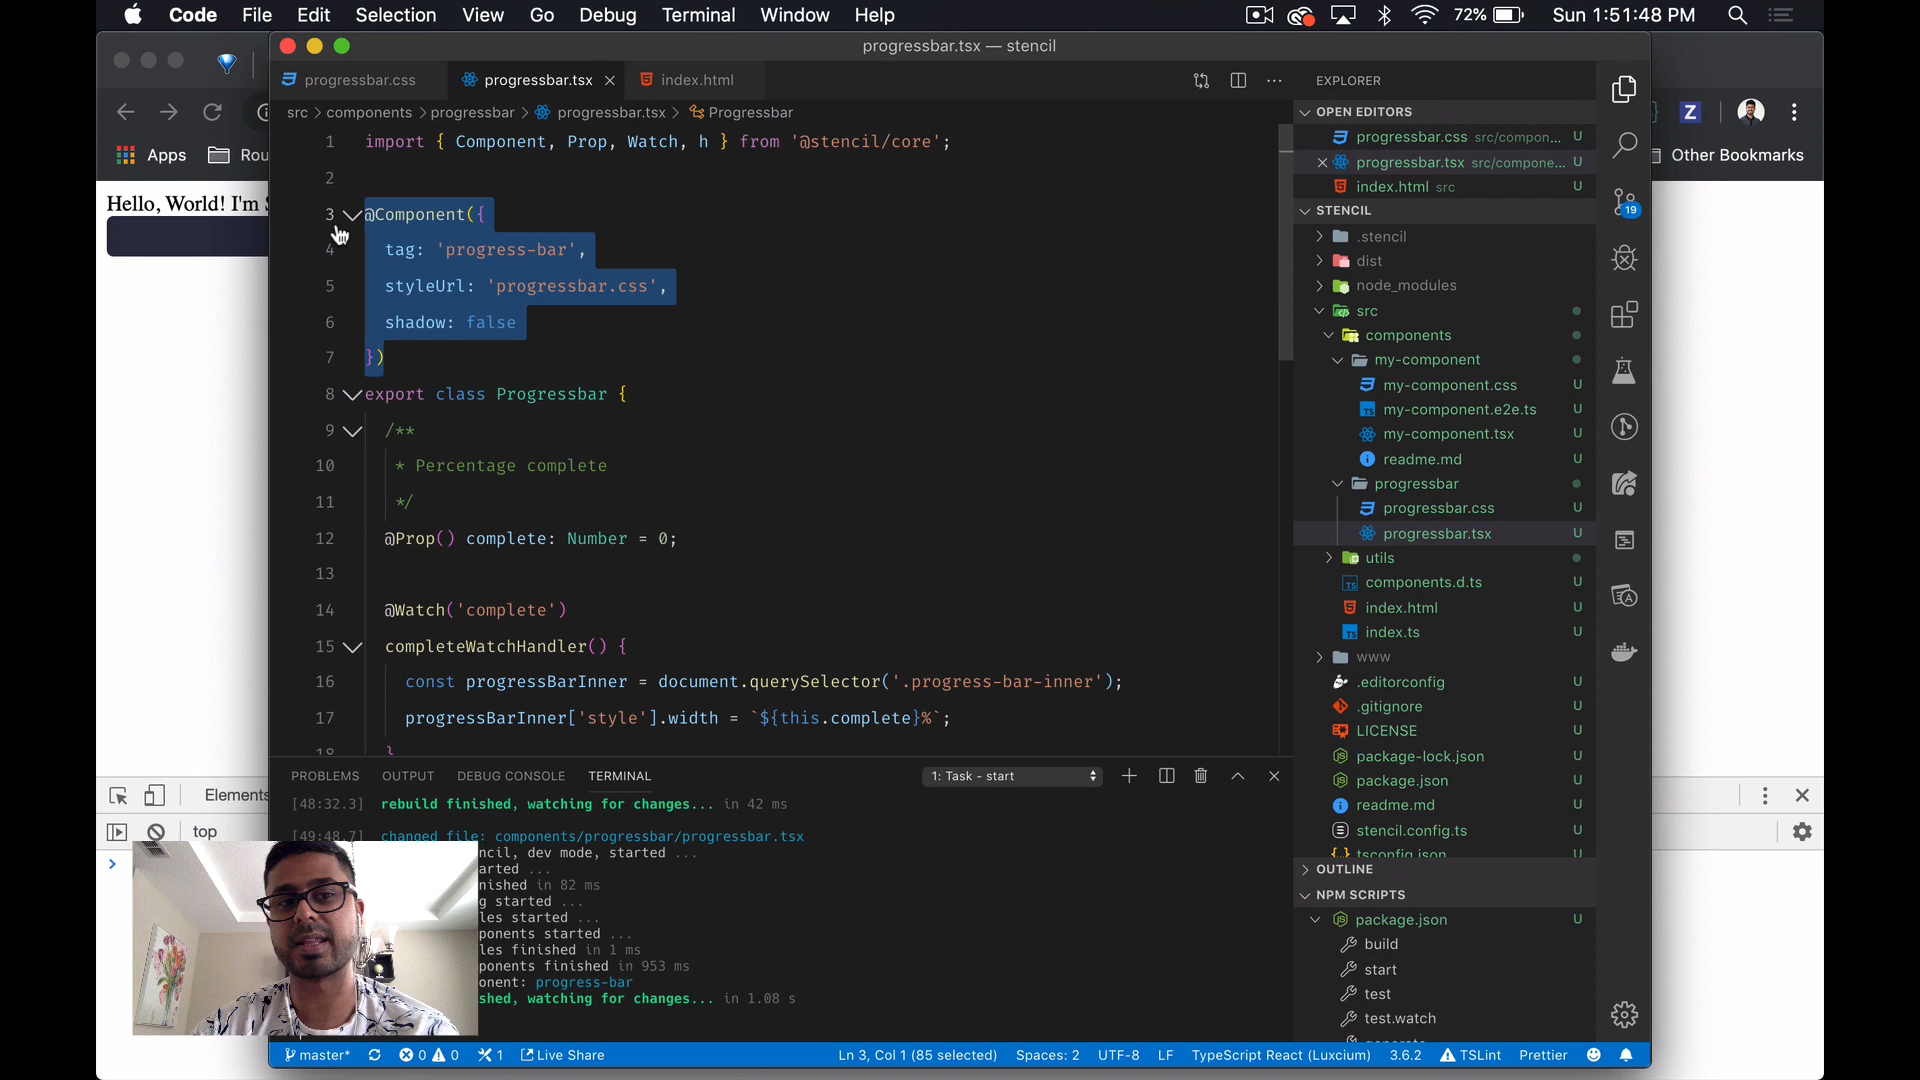 Code File Edit Selection View Go Debug Terminal Window Help
72% Sun 1:51:48 PM
progressbar.tsx — stencil
progressbar.css
progressbar.tsx
index.html
EXPLORER
src > components > progressbar > progressbar.tsx > Progressbar
OPEN EDITORS
progressbar.css src/compon... U
progressbar.tsx src/compone... U
index.html src U
Apps
Other Bookmarks
Hello, World! I'm
1 import { Component, Prop, Watch, h } from '@stencil/core';
2
3 @Component({
4 tag: 'progress-bar',
5 styleUrl: 'progressbar.css',
6 shadow: false
7 })
8 export class Progressbar {
9 /**
10 * Percentage complete
11 */
12 @Prop() complete: Number = 0;
13
14 @Watch('complete')
15 completeWatchHandler() {
16 const progressBarInner = document.querySelector('.progress-bar-inner');
17 progressBarInner['style'].width = `${this.complete}%`;
18 }
STENCIL
19
.stencil
dist
node_modules
src
components
my-component
my-component.css U
my-component.e2e.ts U
my-component.tsx U
readme.md U
progressbar
progressbar.css U
progressbar.tsx U
utils
components.d.ts U
index.html U
index.ts U
www
.editorconfig U
.gitignore U
LICENSE U
package-lock.json U
package.json U
readme.md U
stencil.config.ts U
tsconfig.json U
OUTLINE
NPM SCRIPTS
package.json U
build
start
test
test.watch
PROBLEMS OUTPUT DEBUG CONSOLE TERMINAL 1: Task - start
[48:32.3] rebuild finished, watching for changes... in 42 ms
[49:48.7] changed file: components/progressbar/progressbar.tsx
ncil, dev mode, started ...
arted ...
nished in 82 ms
g started ...
les started ...
ponents started ...
les finished in 1 ms
ponents finished in 953 ms
onent: progress-bar
shed, watching for changes... in 1.08 s
Elements
top
master* 0 0 1 Live Share Ln 3, Col 1 (85 selected) Spaces: 2 UTF-8 LF TypeScript React (Luxcium) 3.6.2 TSLint Prettier